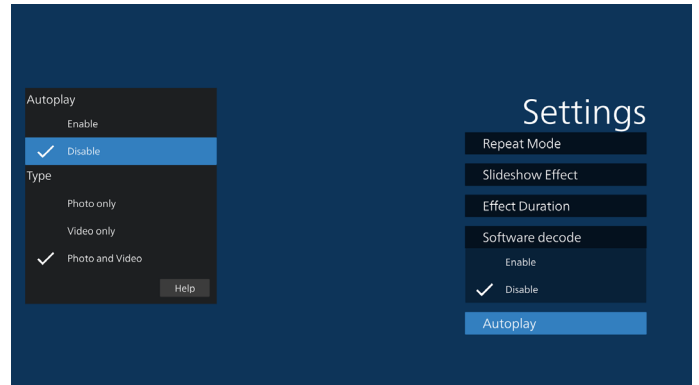 Autoplay
Enable
Disable
Type
Photo only
Video only
Photo and Video
Help
Settings
Repeat Mode
Slideshow Effect
Effect Duration
Software decode
Enable
Disable
Autoplay